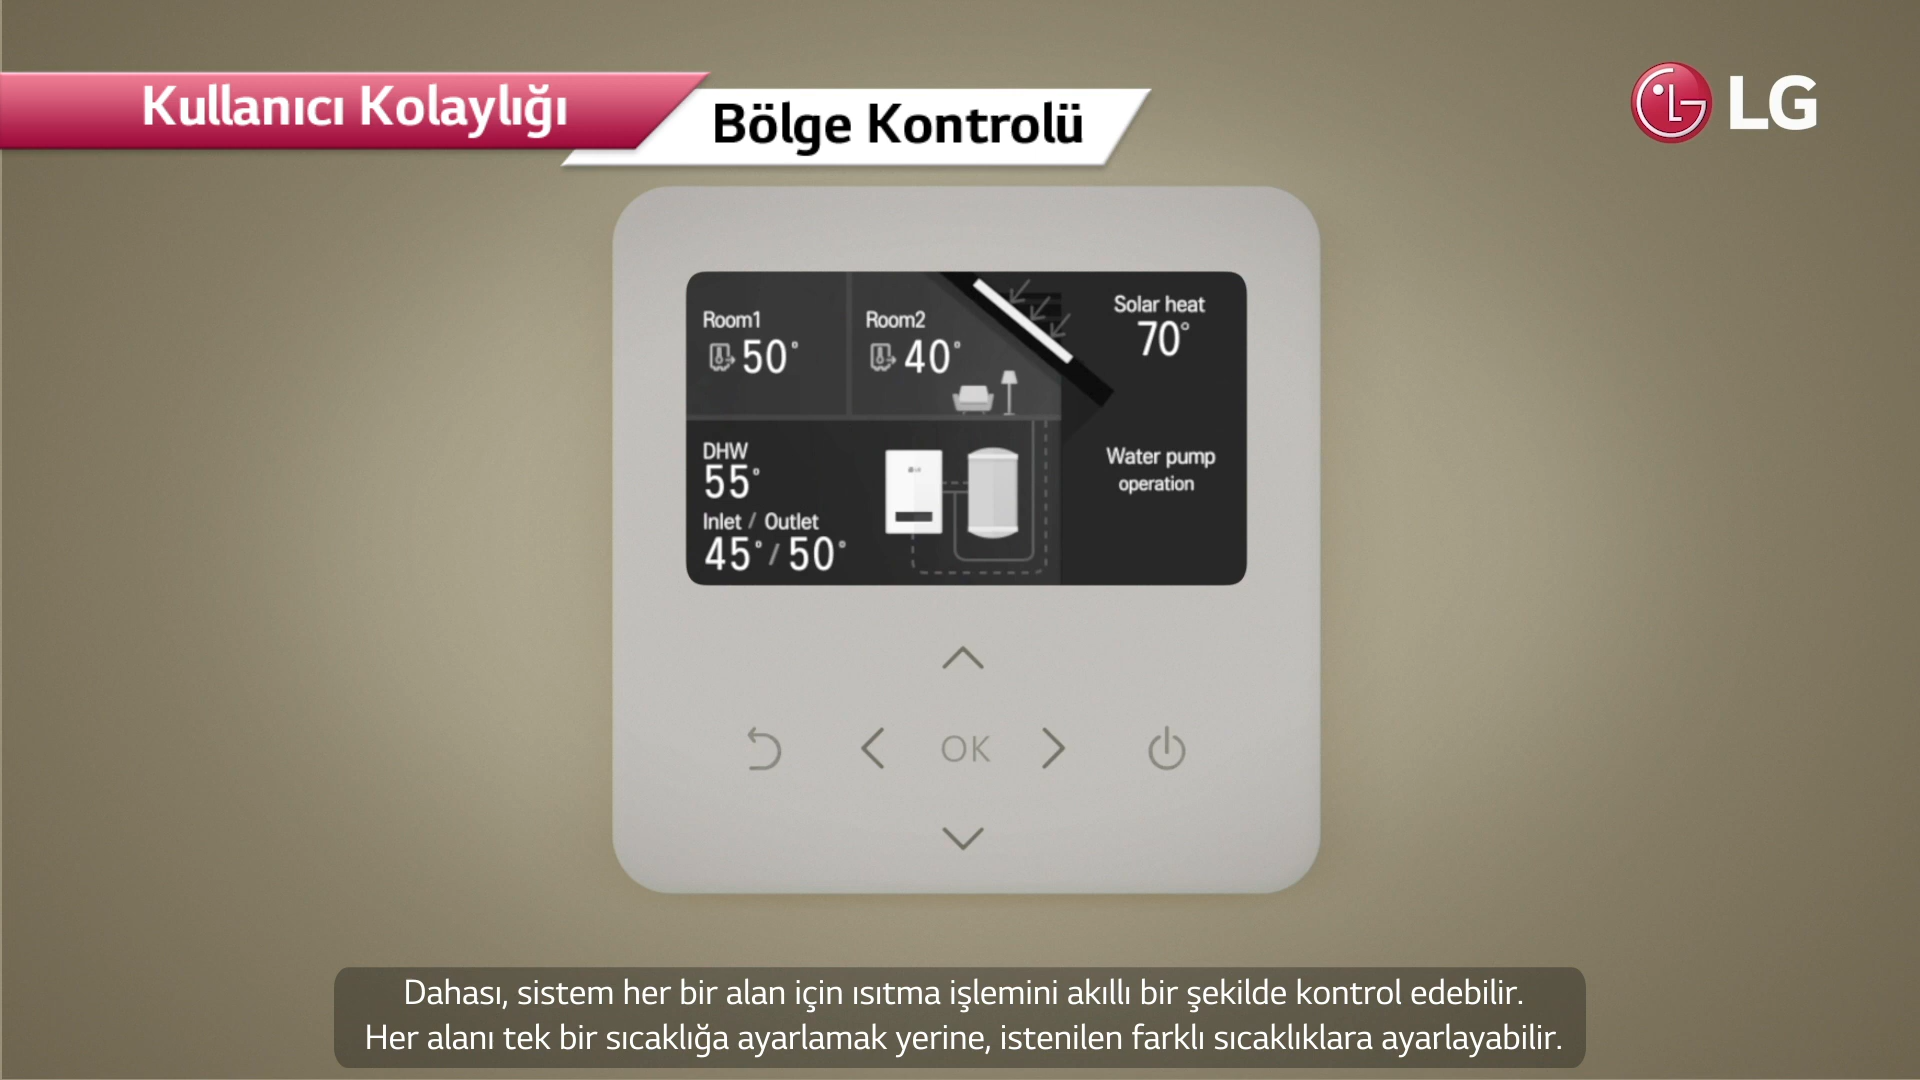 Kullanıcı Kolaylığı
Bölge Kontrolü
LG
Room1
50°
Room2
40°
Solar heat
70°
DHW
55°
Inlet / Outlet
45° / 50°
Water pump
operation
OK
Dahası, sistem her bir alan için ısıtma işlemini akıllı bir şekilde kontrol edebilir.
Her alanı tek bir sıcaklığa ayarlamak yerine, istenilen farklı sıcaklıklara ayarlayabilir.